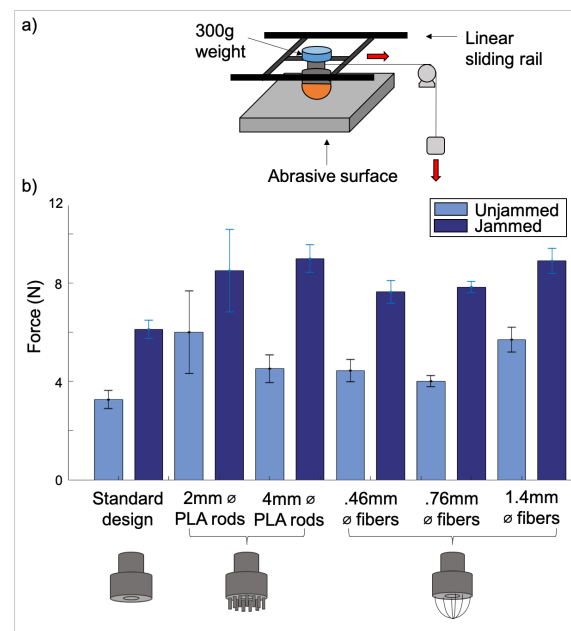 a)
300g
weight
Linear
sliding rail
Abrasive surface
b)
Unjammed
Jammed
Force (N)
12
8
4
0
Standard
design
2mm ⌀
PLA rods
4mm ⌀
PLA rods
.46mm
⌀ fibers
.76mm
⌀ fibers
1.4mm
⌀ fibers